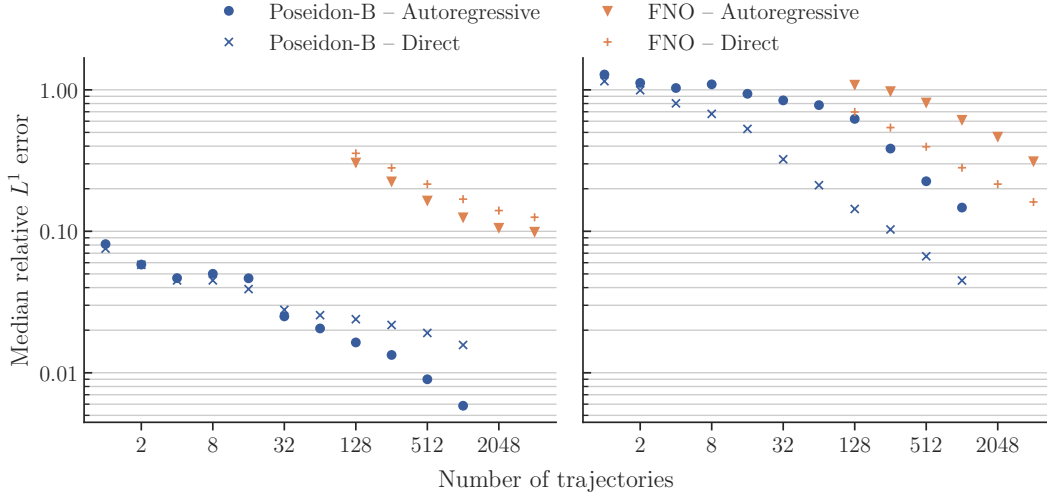 Poseidon-B – Autoregressive
FNO – Autoregressive
Poseidon-B – Direct
FNO – Direct
Median relative L¹ error
1.00
0.10
0.01
2 8 32 128 512 2048
2 8 32 128 512 2048
Number of trajectories